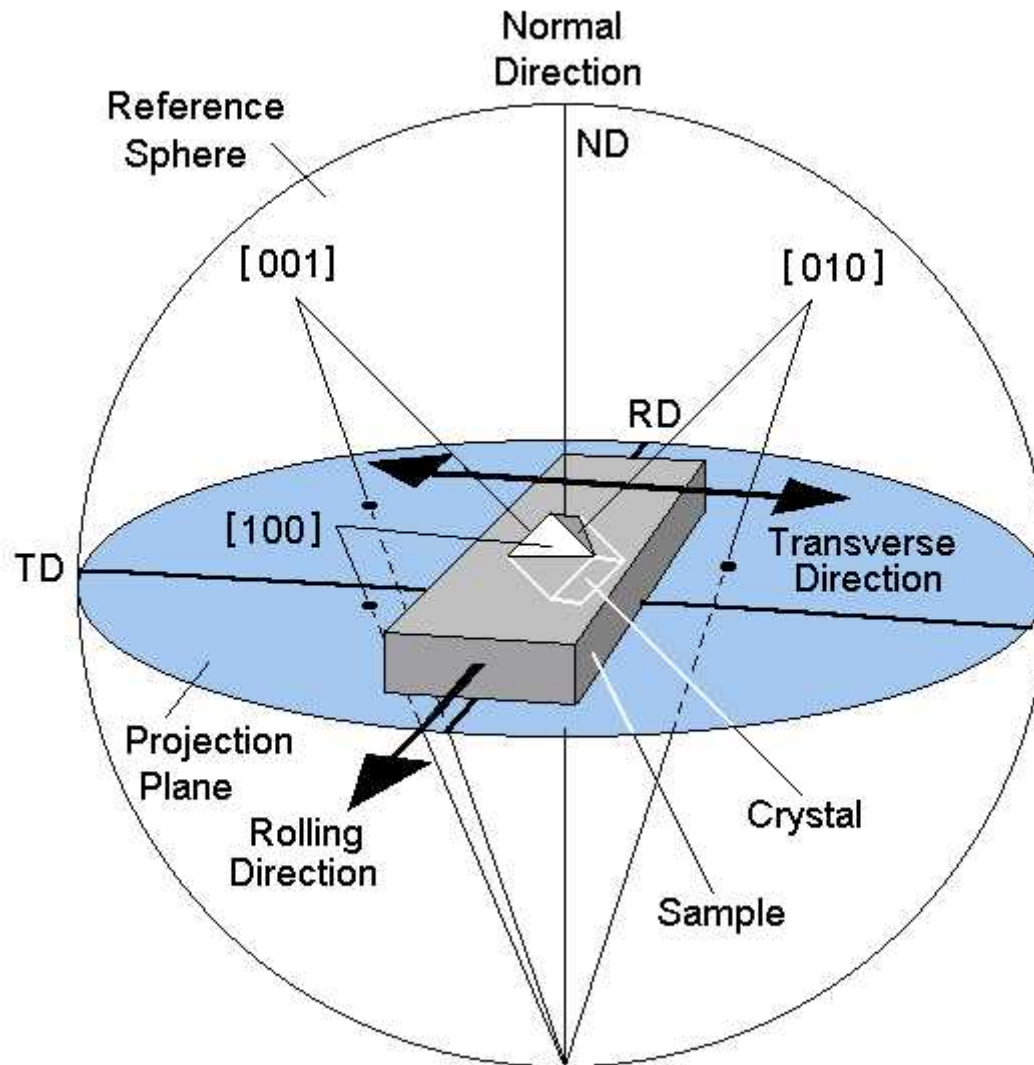 Normal
Direction
Reference
Sphere
ND
[001]
[010]
RD
[100]
TD
Transverse
Direction
Projection
Plane
Rolling
Direction
Crystal
Sample